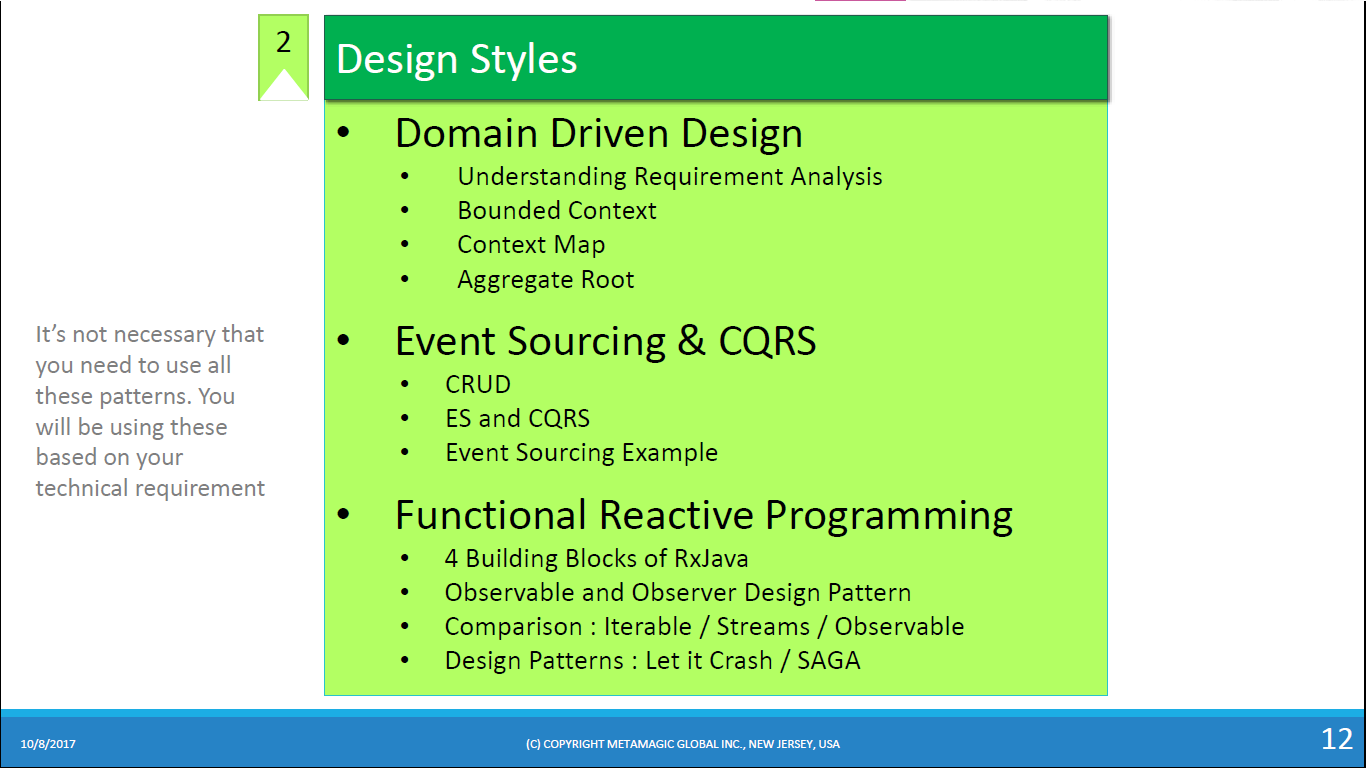 2
Design Styles
• Domain Driven Design
• Understanding Requirement Analysis
• Bounded Context
• Context Map
• Aggregate Root
• Event Sourcing & CQRS
• CRUD
• ES and CQRS
• Event Sourcing Example
• Functional Reactive Programming
• 4 Building Blocks of RxJava
• Observable and Observer Design Pattern
• Comparison : Iterable / Streams / Observable
• Design Patterns : Let it Crash / SAGA
It’s not necessary that
you need to use all
these patterns. You
will be using these
based on your
technical requirement
10/8/2017
(C) COPYRIGHT METAMAGIC GLOBAL INC., NEW JERSEY, USA
12